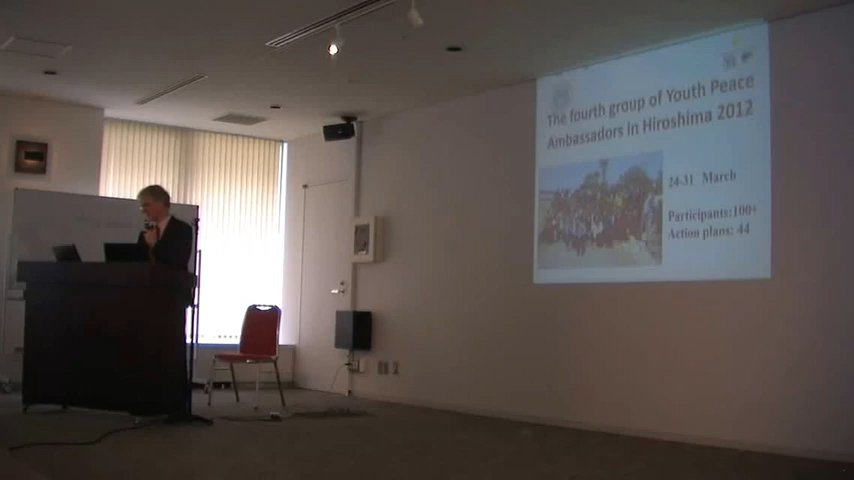 The fourth group of Youth Peace
Ambassadors in Hiroshima 2012
24-31 March
Participants:100+
Action plans: 44